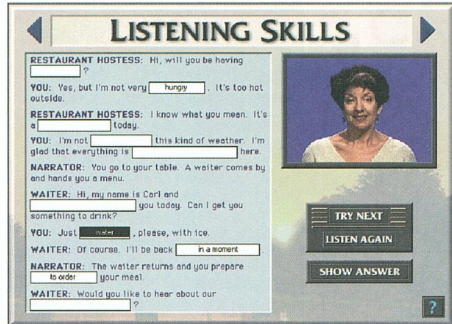 LISTENING SKILLS
RESTAURANT HOSTESS: Hi, will you be having
?
YOU: Yes, but I'm not very hungry . It's too hot
outside.
RESTAURANT HOSTESS: I know what you mean. It's
a today.
YOU: I'm not this kind of weather. I'm
glad that everything is here.
NARRATOR: You go to your table. A waiter comes by
and hands you a menu.
WAITER: Hi, my name is Carl and
you today. Can I get you
something to drink?
YOU: Just water , please, with ice.
WAITER: Of course. I'll be back in a moment .
NARRATOR: The waiter returns and you prepare
to order your meal.
WAITER: Would you like to hear about our
?
TRY NEXT
LISTEN AGAIN
SHOW ANSWER
?